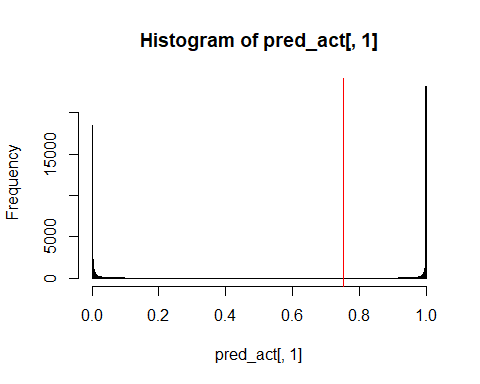 Histogram of pred_act[, 1]
Frequency
15000
5000
0
0.0 0.2 0.4 0.6 0.8 1.0
pred_act[, 1]